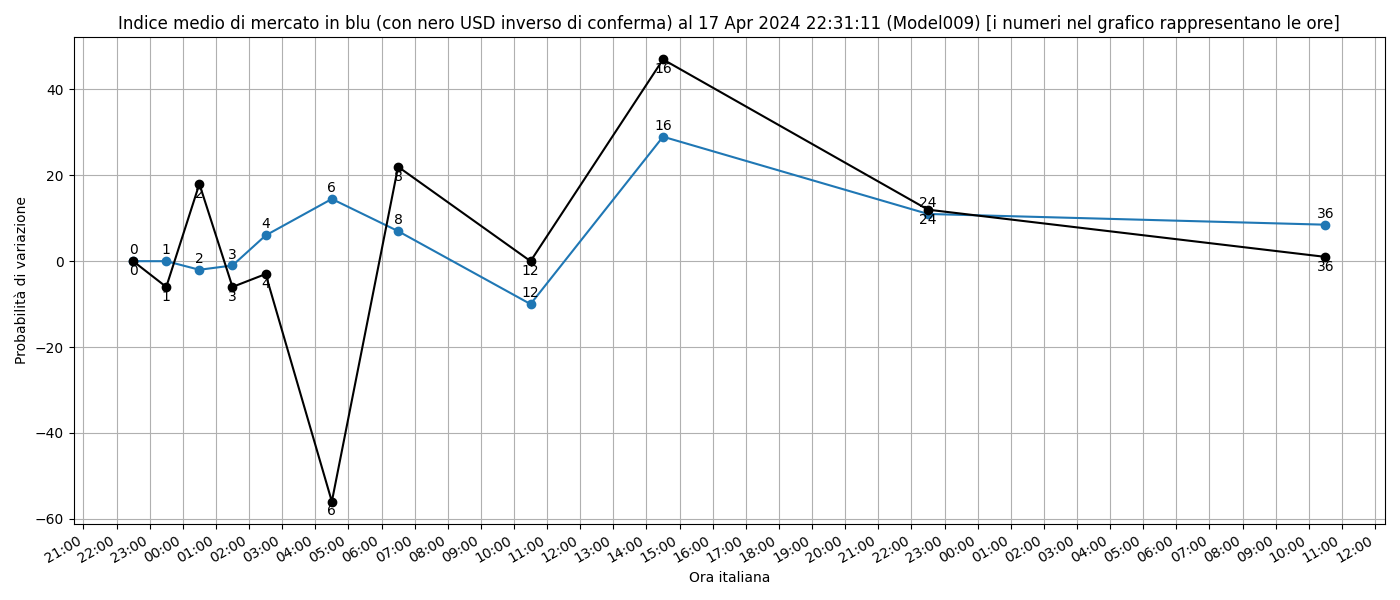 Indice medio di mercato in blu (con nero USD inverso di conferma) al 17 Apr 2024 22:31:11 (Model009) [i numeri nel grafico rappresentano le ore]
Probabilità di variazione
40
20
0
−20
−40
−60
0 1 2 3 4 6 8 12 16 24 36
0 1 2 3 4 6 8 12 16 24 36
21:00 22:00 23:00 00:00 01:00 02:00 03:00 04:00 05:00 06:00 07:00 08:00 09:00 10:00 11:00 12:00 13:00 14:00 15:00 16:00 17:00 18:00 19:00 20:00 21:00 22:00 23:00 00:00 01:00 02:00 03:00 04:00 05:00 06:00 07:00 08:00 09:00 10:00 11:00 12:00
Ora italiana